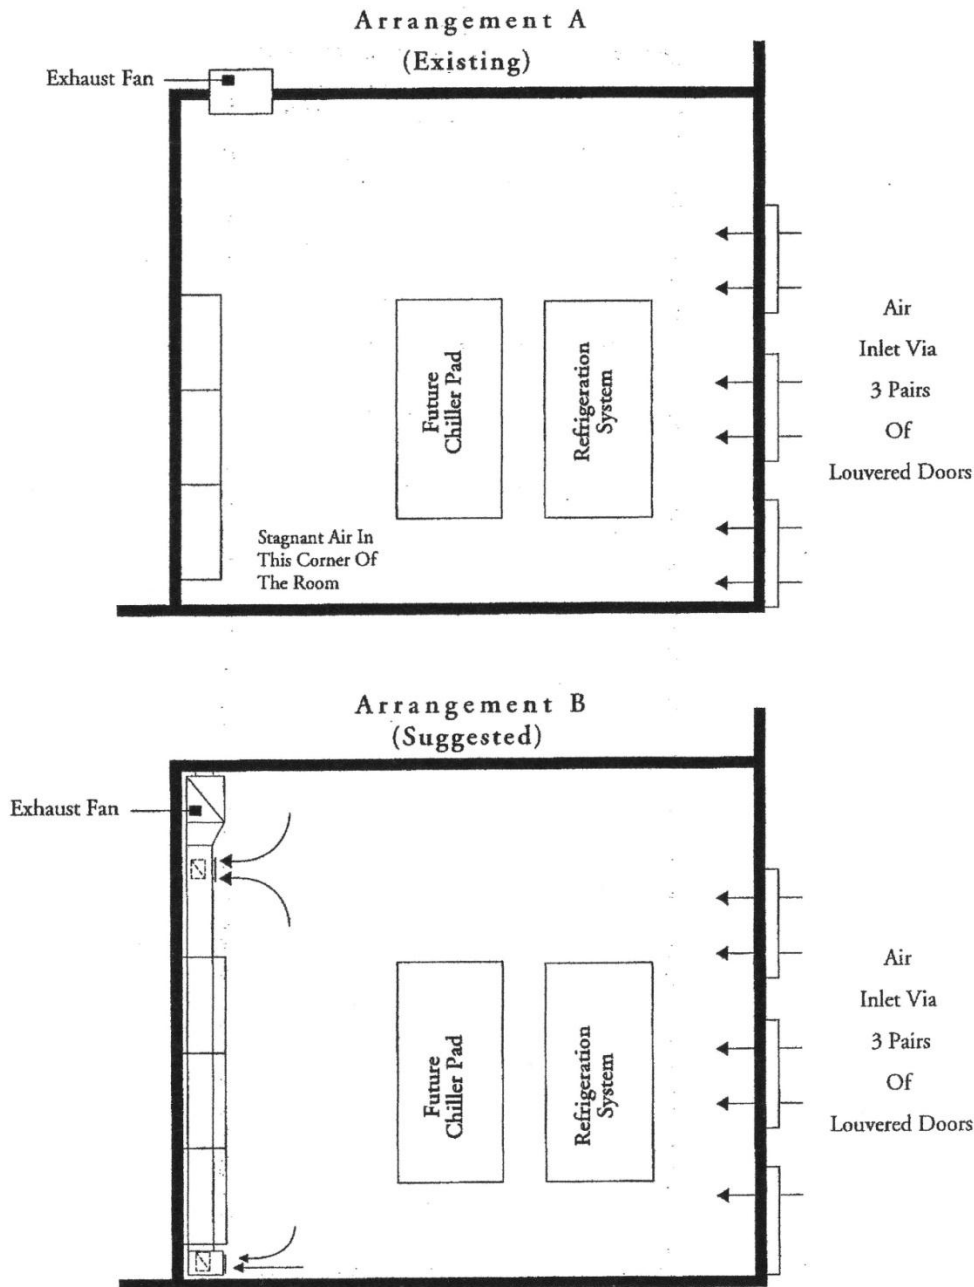 Arrangement A
(Existing)
Exhaust Fan
Air
Inlet Via
3 Pairs
Of
Louvered Doors
Future
Chiller Pad
Refrigeration
System
Stagnant Air In
This Corner Of
The Room
Arrangement B
(Suggested)
Exhaust Fan
Air
Inlet Via
3 Pairs
Of
Louvered Doors
Future
Chiller Pad
Refrigeration
System